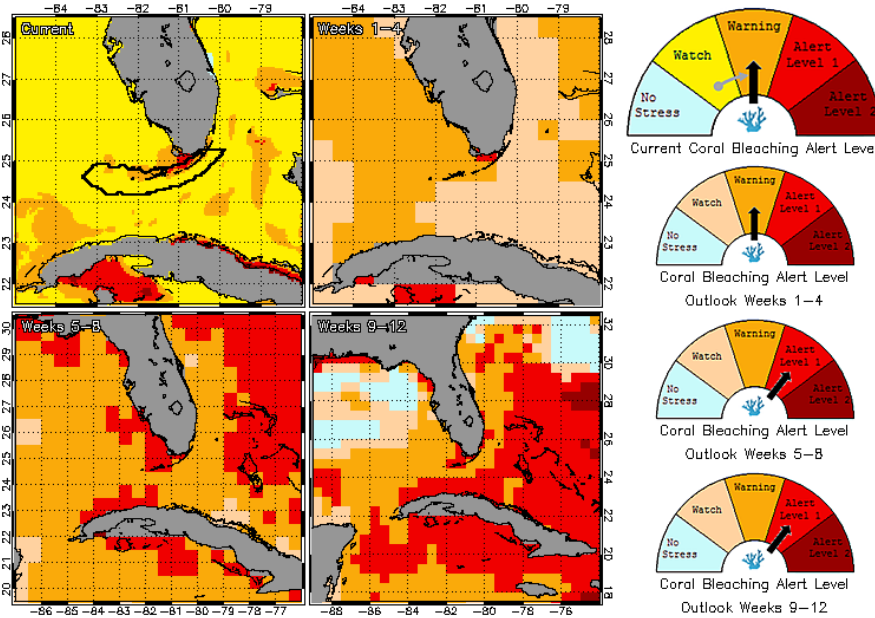 −84 −83 −82 −81 −80 −79
−84 −83 −82 −81 −80 −79
Current
Weeks 1−4
28
27
26
25
24
23
22
28
27
26
25
24
23
22
Weeks 5−8
Weeks 9−12
30
29
28
27
26
25
24
23
22
21
20
32
30
28
26
24
22
20
18
−86 −85 −84 −83 −82 −81 −80 −79 −78 −77
−88 −86 −84 −82 −80 −78 −76
No Stress
Watch
Warning
Alert Level 1
Alert Level 2
Current Coral Bleaching Alert Level
No Stress
Watch
Warning
Alert Level 1
Alert Level 2
Coral Bleaching Alert Level
Outlook Weeks 1−4
No Stress
Watch
Warning
Alert Level 1
Alert Level 2
Coral Bleaching Alert Level
Outlook Weeks 5−8
No Stress
Watch
Warning
Alert Level 1
Alert Level 2
Coral Bleaching Alert Level
Outlook Weeks 9−12